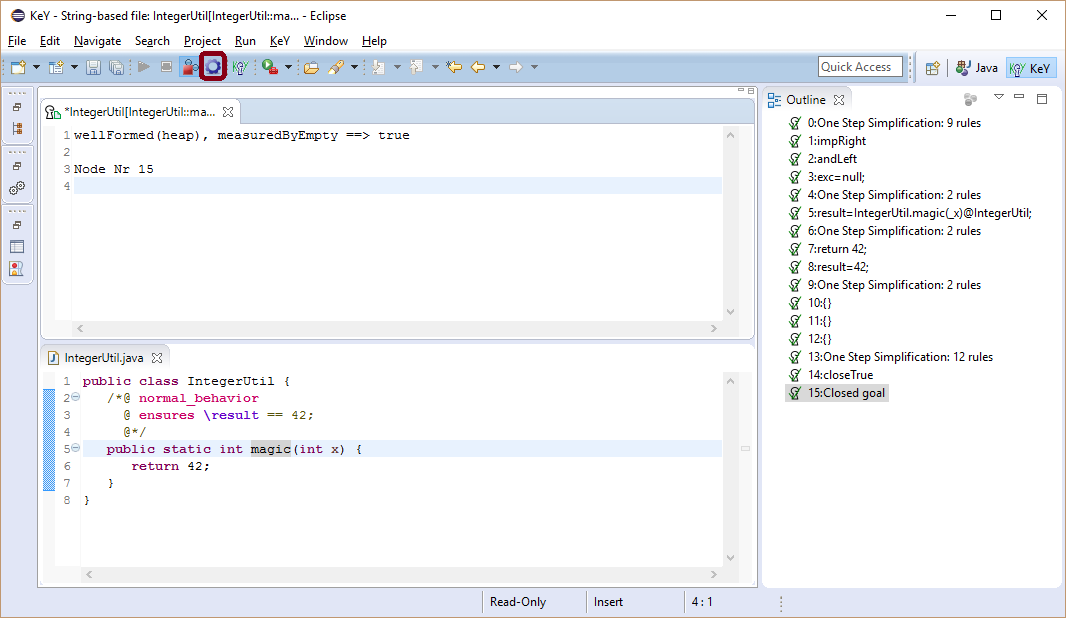 KeY - String-based file: IntegerUtil[IntegerUtil::ma... - Eclipse
File Edit Navigate Search Project Run KeY Window Help
Quick Access Java KeY
*IntegerUtil[IntegerUtil::ma...
1 wellFormed(heap), measuredByEmpty ==> true
2
3 Node Nr 15
4
IntegerUtil.java
1 public class IntegerUtil {
2 /*@ normal_behavior
3 @ ensures \result == 42;
4 @*/
5 public static int magic(int x) {
6 return 42;
7 }
8 }
Outline
0:One Step Simplification: 9 rules
1:impRight
2:andLeft
3:exc=null;
4:One Step Simplification: 2 rules
5:result=IntegerUtil.magic(_x)@IntegerUtil;
6:One Step Simplification: 2 rules
7:return 42;
8:result=42;
9:One Step Simplification: 2 rules
10:{}
11:{}
12:{}
13:One Step Simplification: 12 rules
14:closeTrue
15:Closed goal
Read-Only Insert 4 : 1